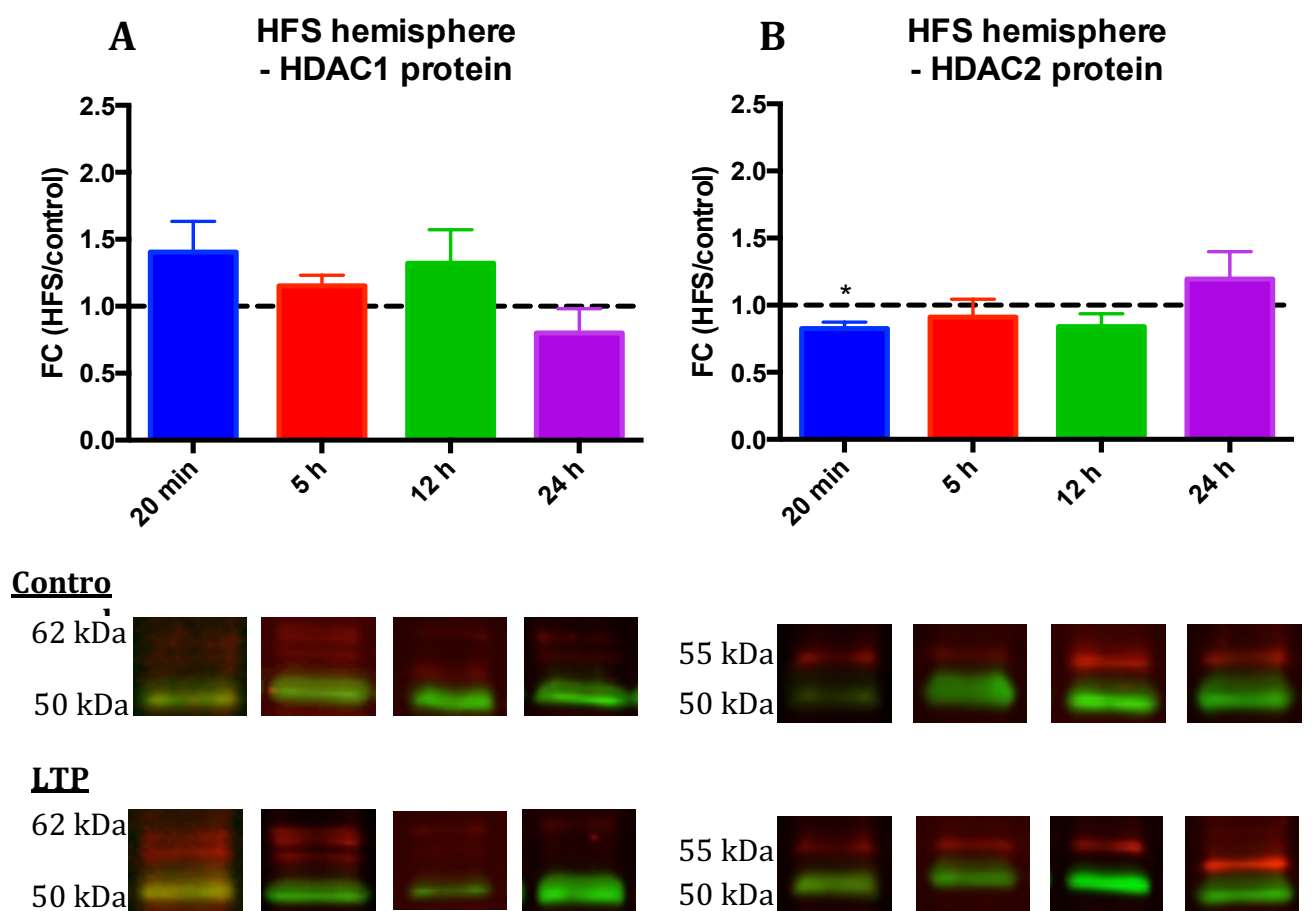 A
HFS hemisphere
- HDAC1 protein
2.5
2.0
1.5
1.0
0.5
0.0
FC (HFS/control)
20 min
5 h
12 h
24 h
B
HFS hemisphere
- HDAC2 protein
2.5
2.0
1.5
1.0
0.5
0.0
FC (HFS/control)
*
20 min
5 h
12 h
24 h
Contro
62 kDa
50 kDa
55 kDa
50 kDa
LTP
62 kDa
50 kDa
55 kDa
50 kDa